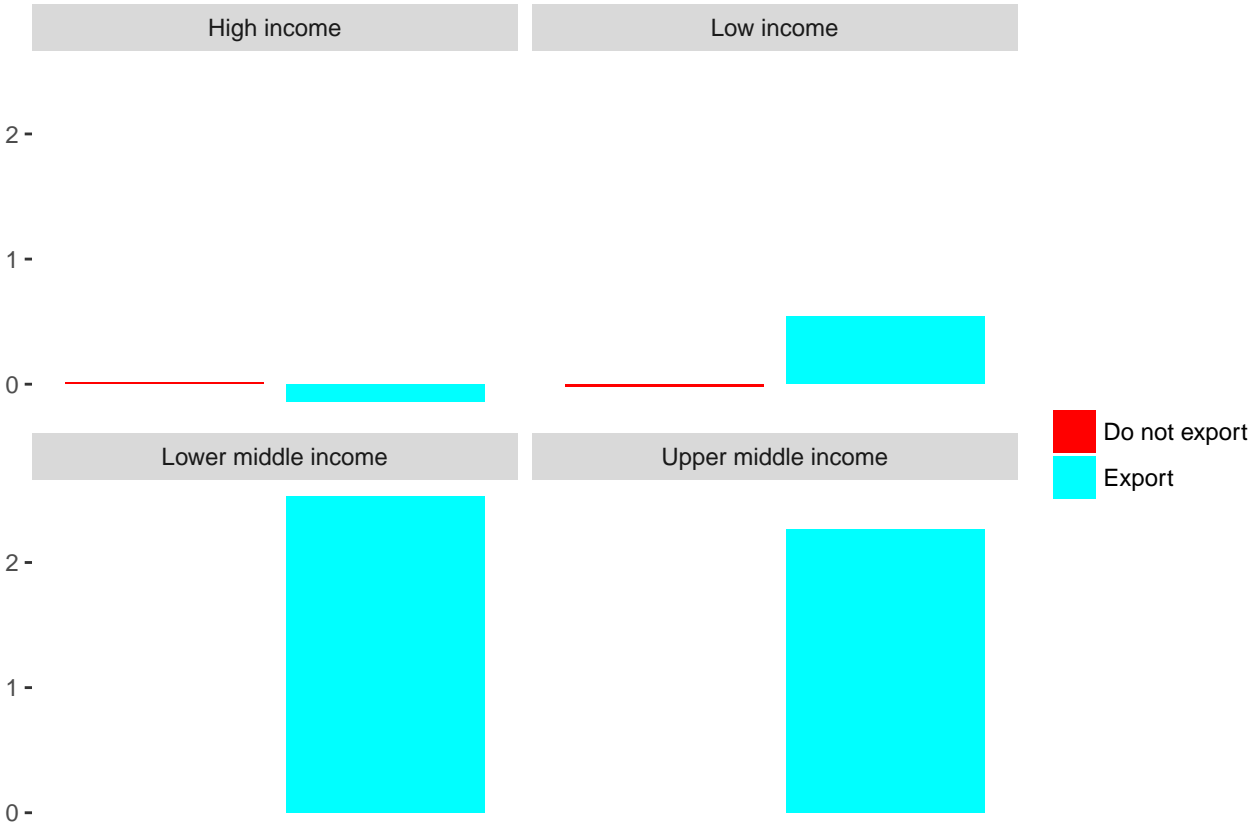 High income
Low income
2
1
0
Lower middle income
Upper middle income
2
1
0
Do not export
Export